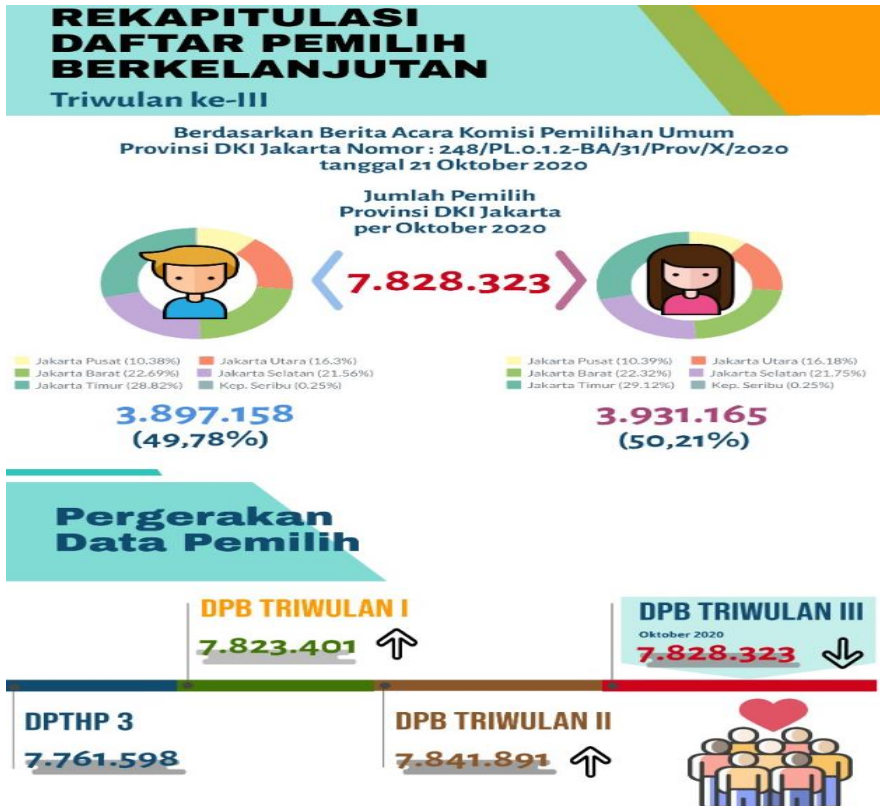 REKAPITULASI
DAFTAR PEMILIH
BERKELANJUTAN
Triwulan ke-III
Berdasarkan Berita Acara Komisi Pemilihan Umum
Provinsi DKI Jakarta Nomor : 248/PL.0.1.2-BA/31/Prov/X/2020
tanggal 21 Oktober 2020
Jumlah Pemilih
Provinsi DKI Jakarta
per Oktober 2020
7.828.323
Jakarta Pusat (10.38%) Jakarta Utara (16.3%)
Jakarta Barat (22.69%) Jakarta Selatan (21.56%)
Jakarta Timur (28.82%) Kep. Seribu (0.25%)
3.897.158
(49,78%)
Jakarta Pusat (10.39%) Jakarta Utara (16.18%)
Jakarta Barat (22.32%) Jakarta Selatan (21.75%)
Jakarta Timur (29.12%) Kep. Seribu (0.25%)
3.931.165
(50,21%)
Pergerakan
Data Pemilih
DPTHP 3
7.761.598
DPB TRIWULAN I
7.823.401
DPB TRIWULAN II
7.841.891
DPB TRIWULAN III
Oktober 2020
7.828.323